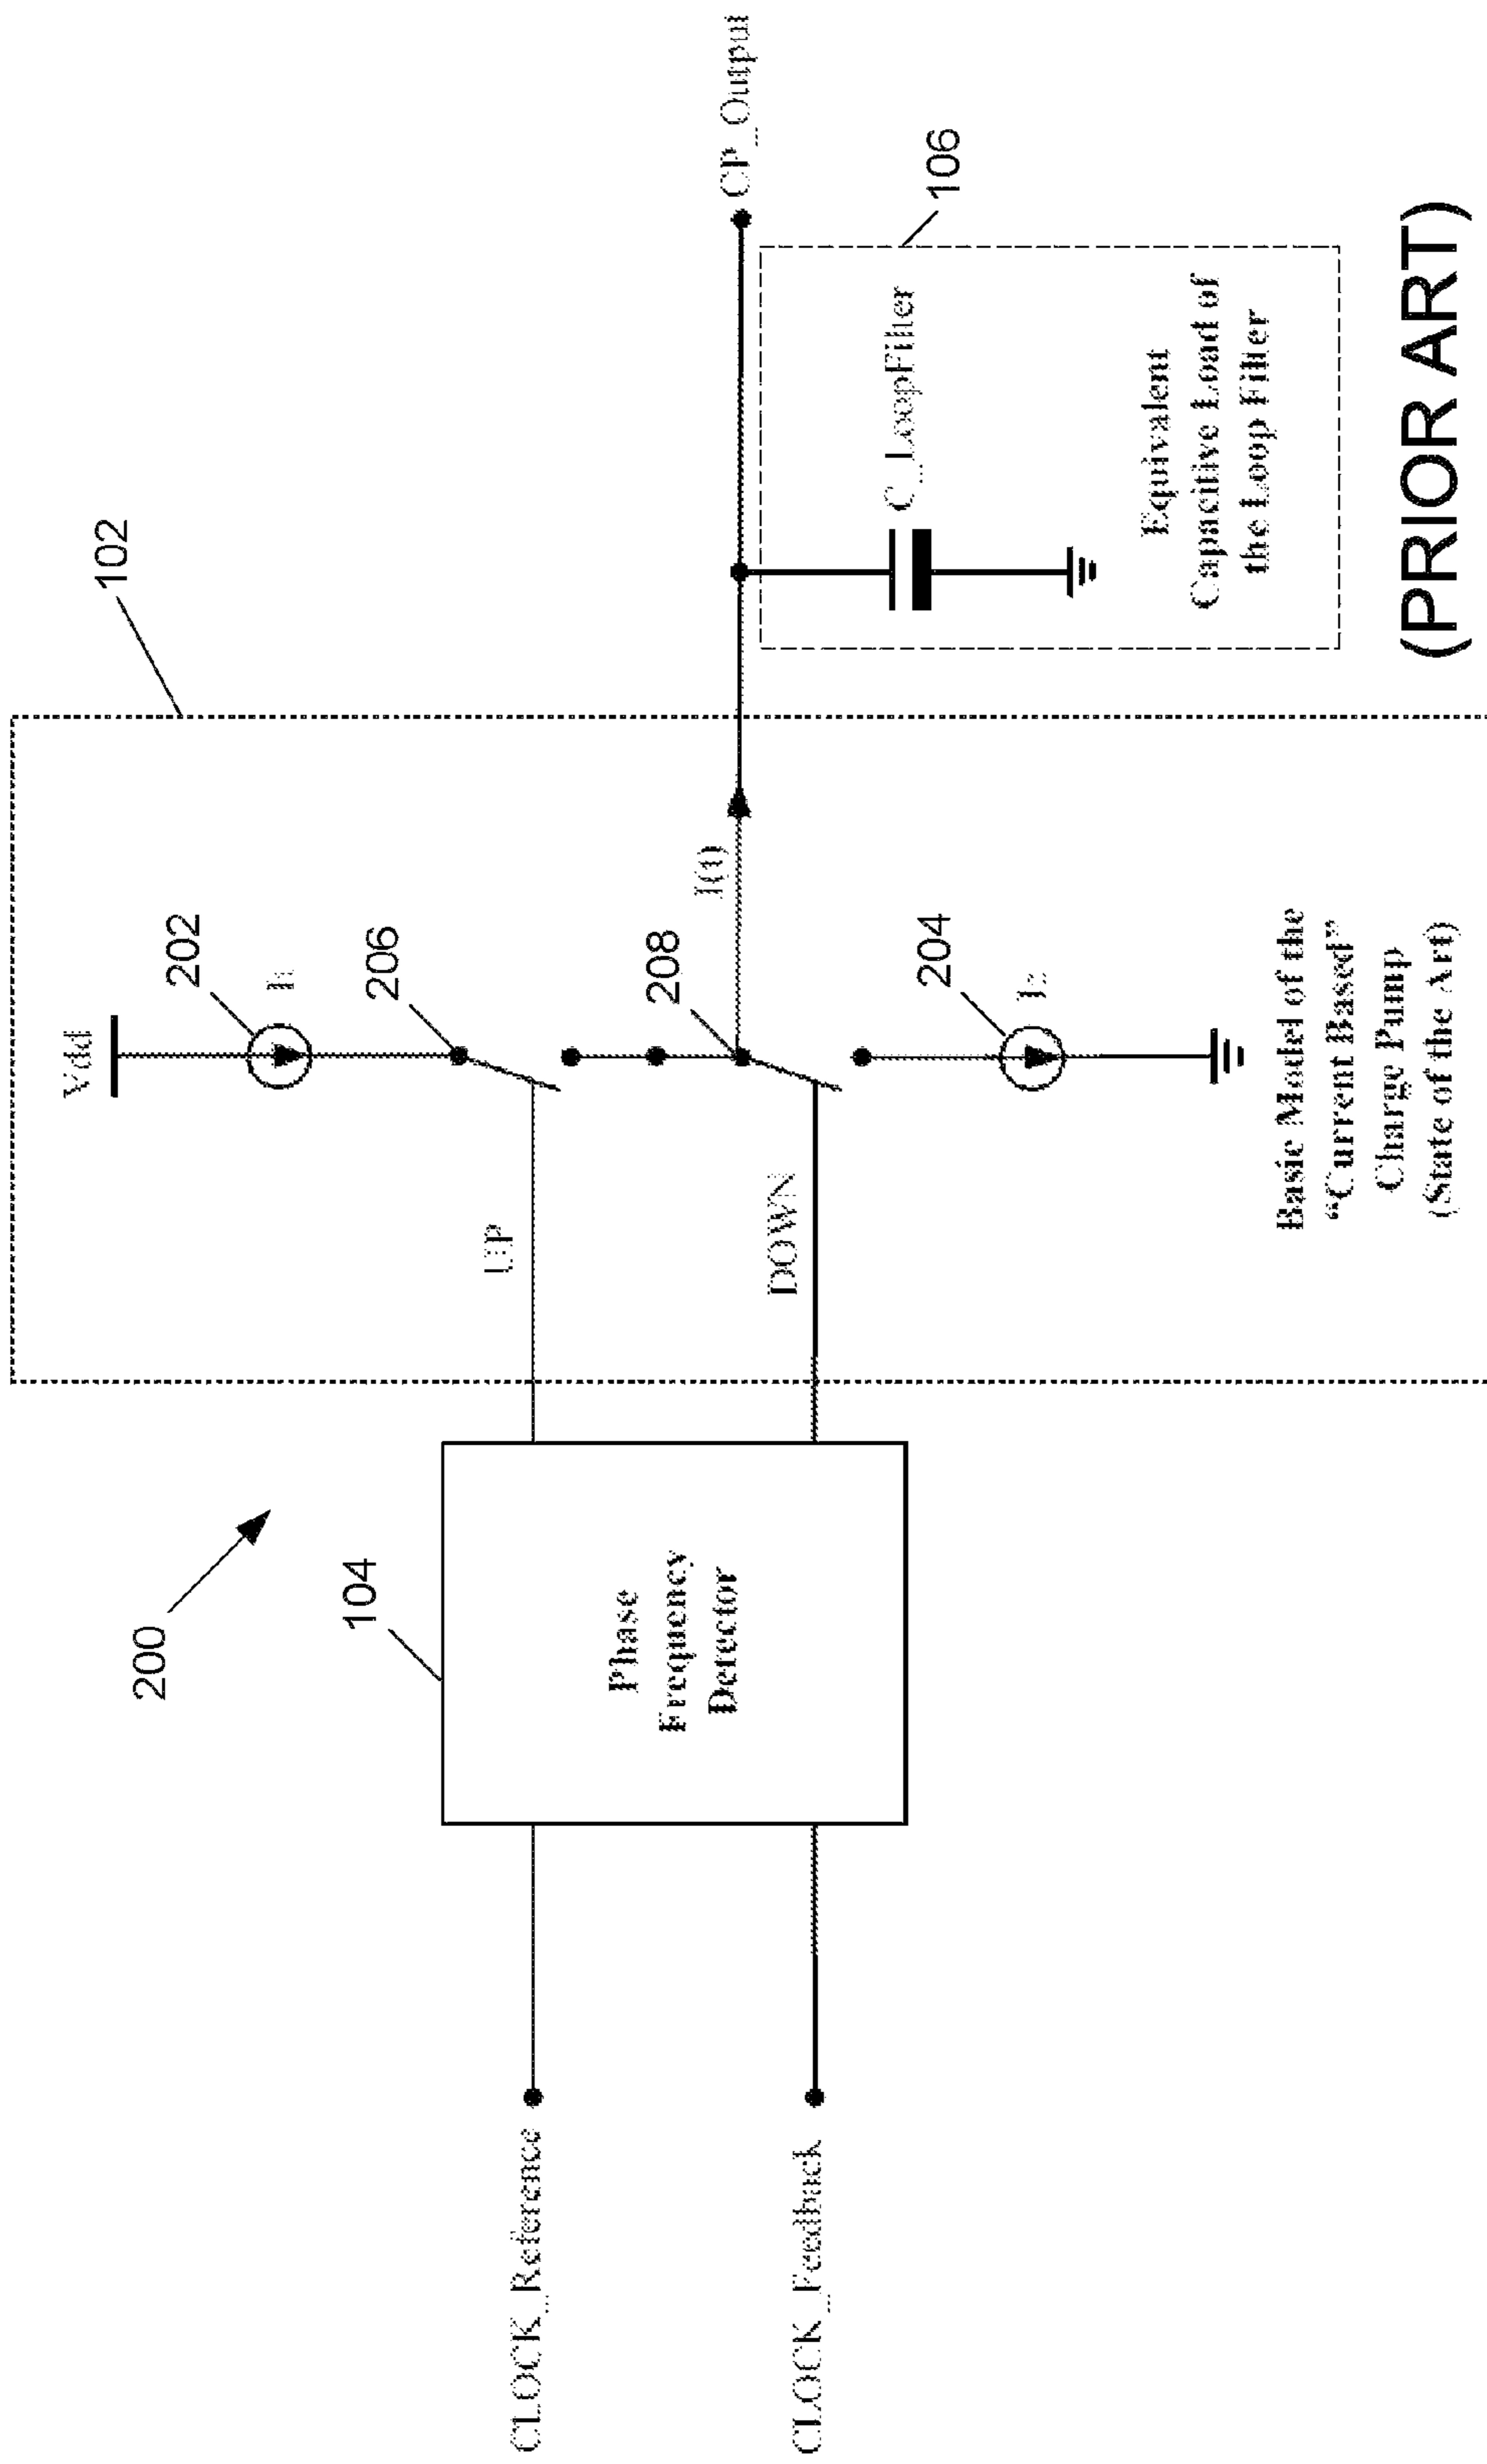 200
102
Vdd
202
I1
206
104
UP
208
I(t)
CP_Output
CLOCK_Reference
Phase
Frequency
Detector
DOWN
CLOCK_Feedback
C_LoopFilter
106
204
I2
Equivalent
Capacitive Load of
the Loop Filter
Basic Model of the
“Current Based”
Charge Pump
(State of the Art)
(PRIOR ART)